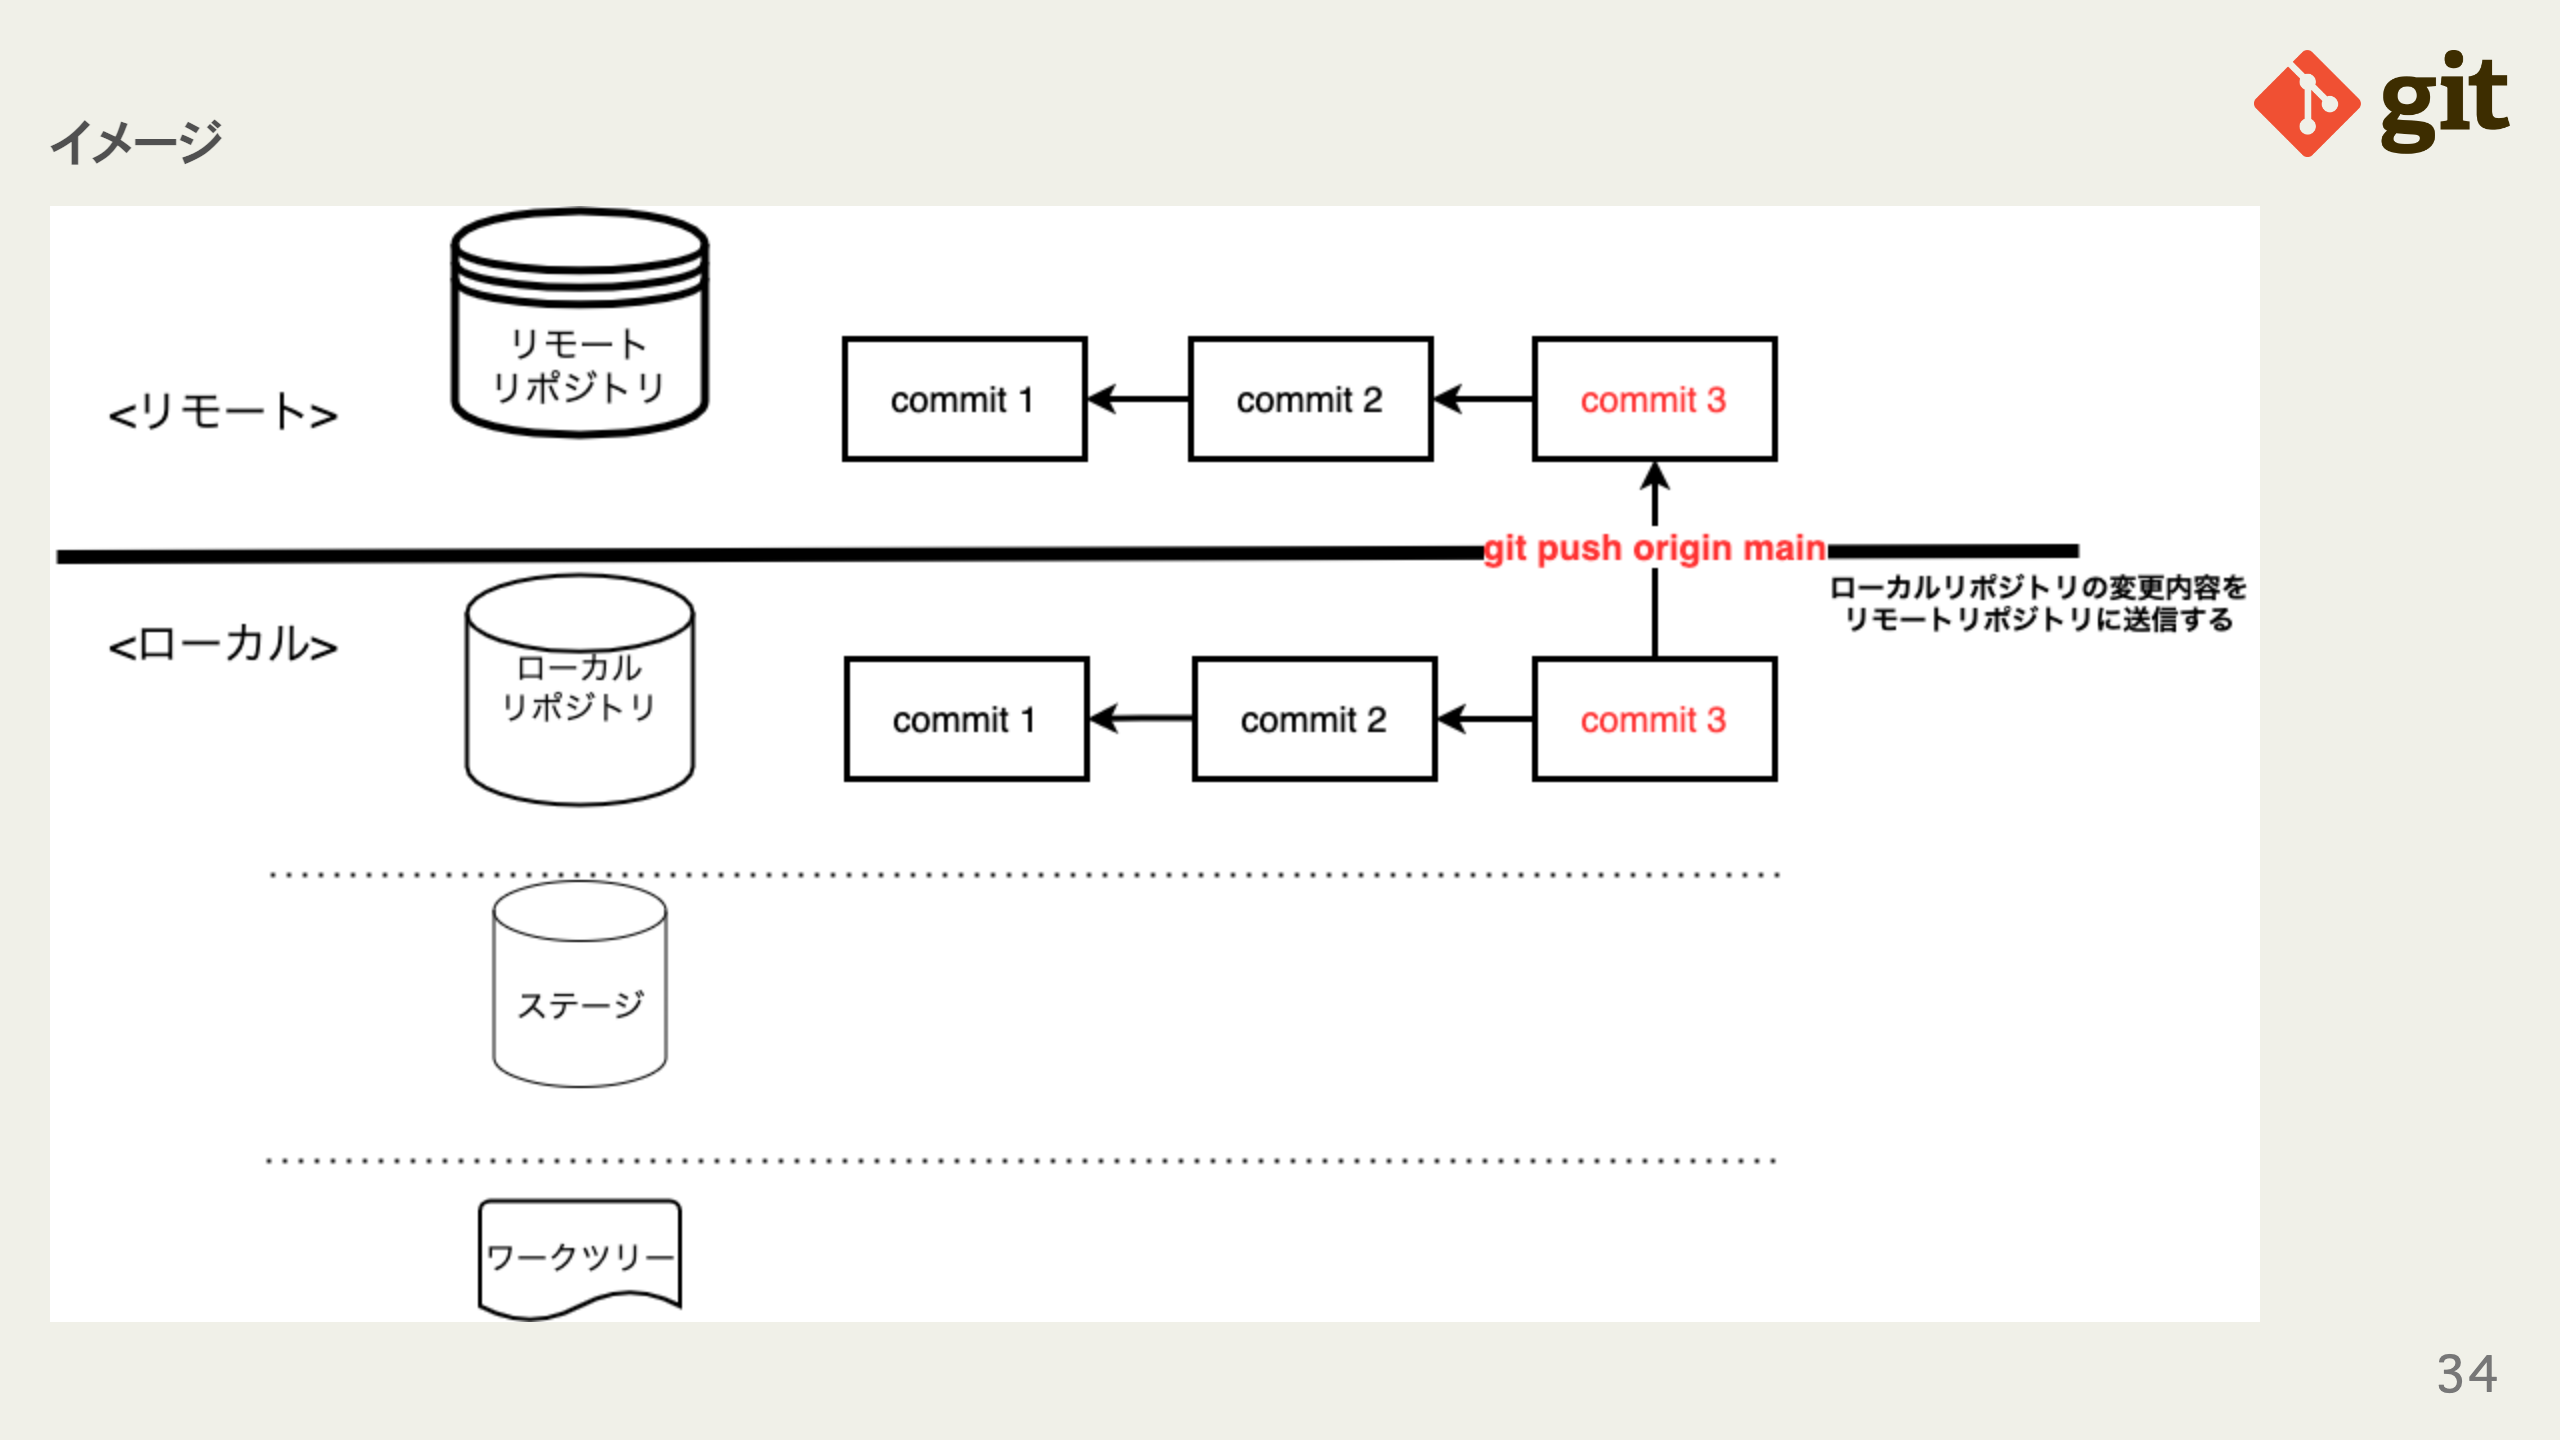 git
イメージ
リモート
リポジトリ
<リモート>
commit 1
commit 2
commit 3
git push origin main
ローカルリポジトリの変更内容を
リモートリポジトリに送信する
<ローカル>
ローカル
リポジトリ
commit 1
commit 2
commit 3
ステージ
ワークツリー
34